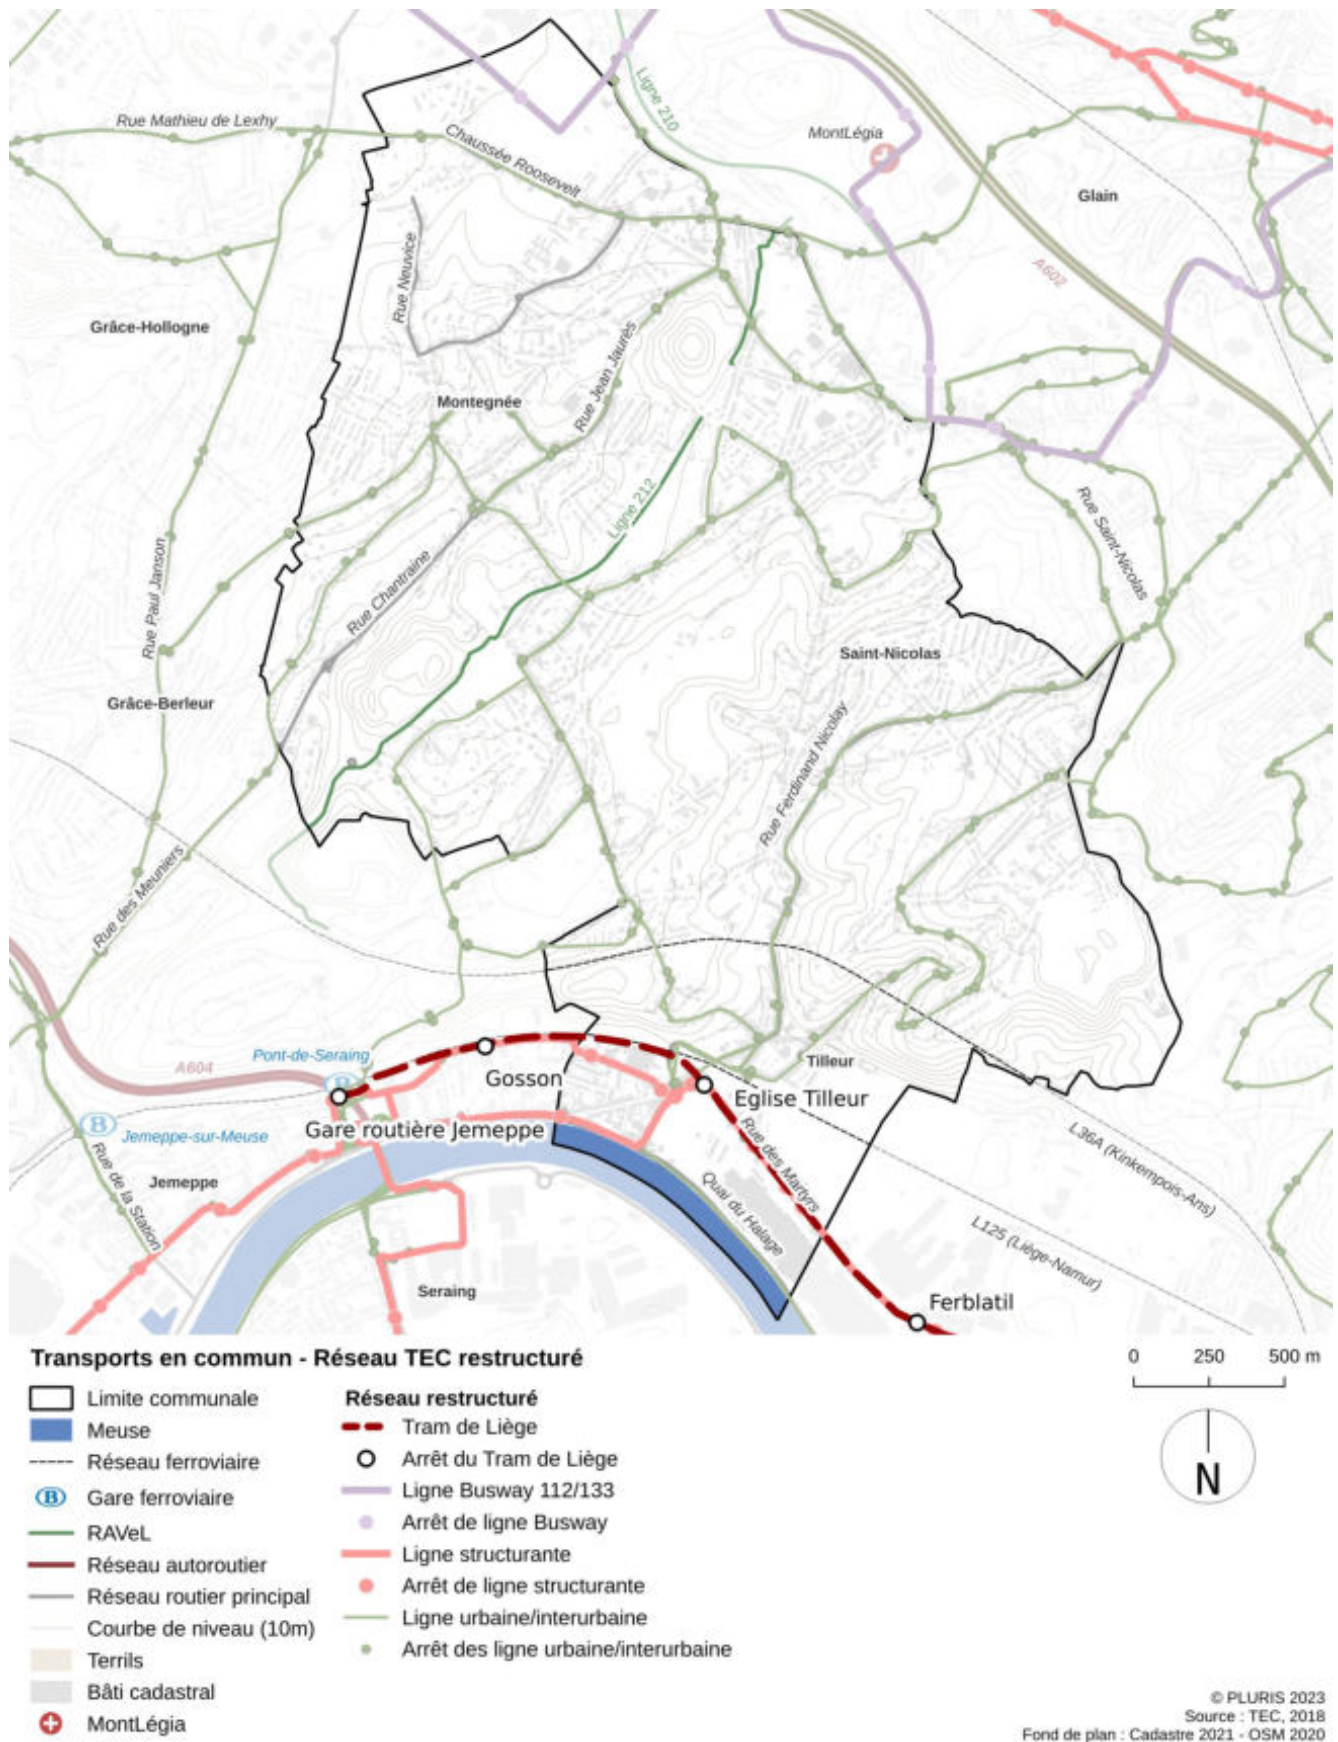 Ligne 210
Rue Mathieu de Lexhy
Chaussée Roosevelt
MontLégia
Glain
A602
Rue Neuvice
Grâce-Hollogne
Rue Jean Jaurès
Montegnée
Ligne 212
Rue Saint-Nicolas
Rue Paul Janson
Rue Chantraine
Saint-Nicolas
Grâce-Berleur
Rue Ferdinand Nicolay
Rue des Meuniers
A604
Pont-de-Seraing
Gosson
Tilleur
Eglise Tilleur
Jemeppe-sur-Meuse
Gare routière Jemeppe
Rue des Martyrs
L36A (Kinkempois-Ans)
Rue de la Station
Jemeppe
Quai du Halage
L125 (Liège-Namur)
Seraing
Ferblatil
Transports en commun - Réseau TEC restructuré
0 250 500 m
Limite communale
Meuse
Réseau ferroviaire
B Gare ferroviaire
RAVeL
Réseau autoroutier
Réseau routier principal
Courbe de niveau (10m)
Terrils
Bâti cadastral
MontLégia
Réseau restructuré
Tram de Liège
Arrêt du Tram de Liège
Ligne Busway 112/133
Arrêt de ligne Busway
Ligne structurante
Arrêt de ligne structurante
Ligne urbaine/interurbaine
Arrêt des ligne urbaine/interurbaine
N
© PLURIS 2023
Source : TEC, 2018
Fond de plan : Cadastre 2021 - OSM 2020